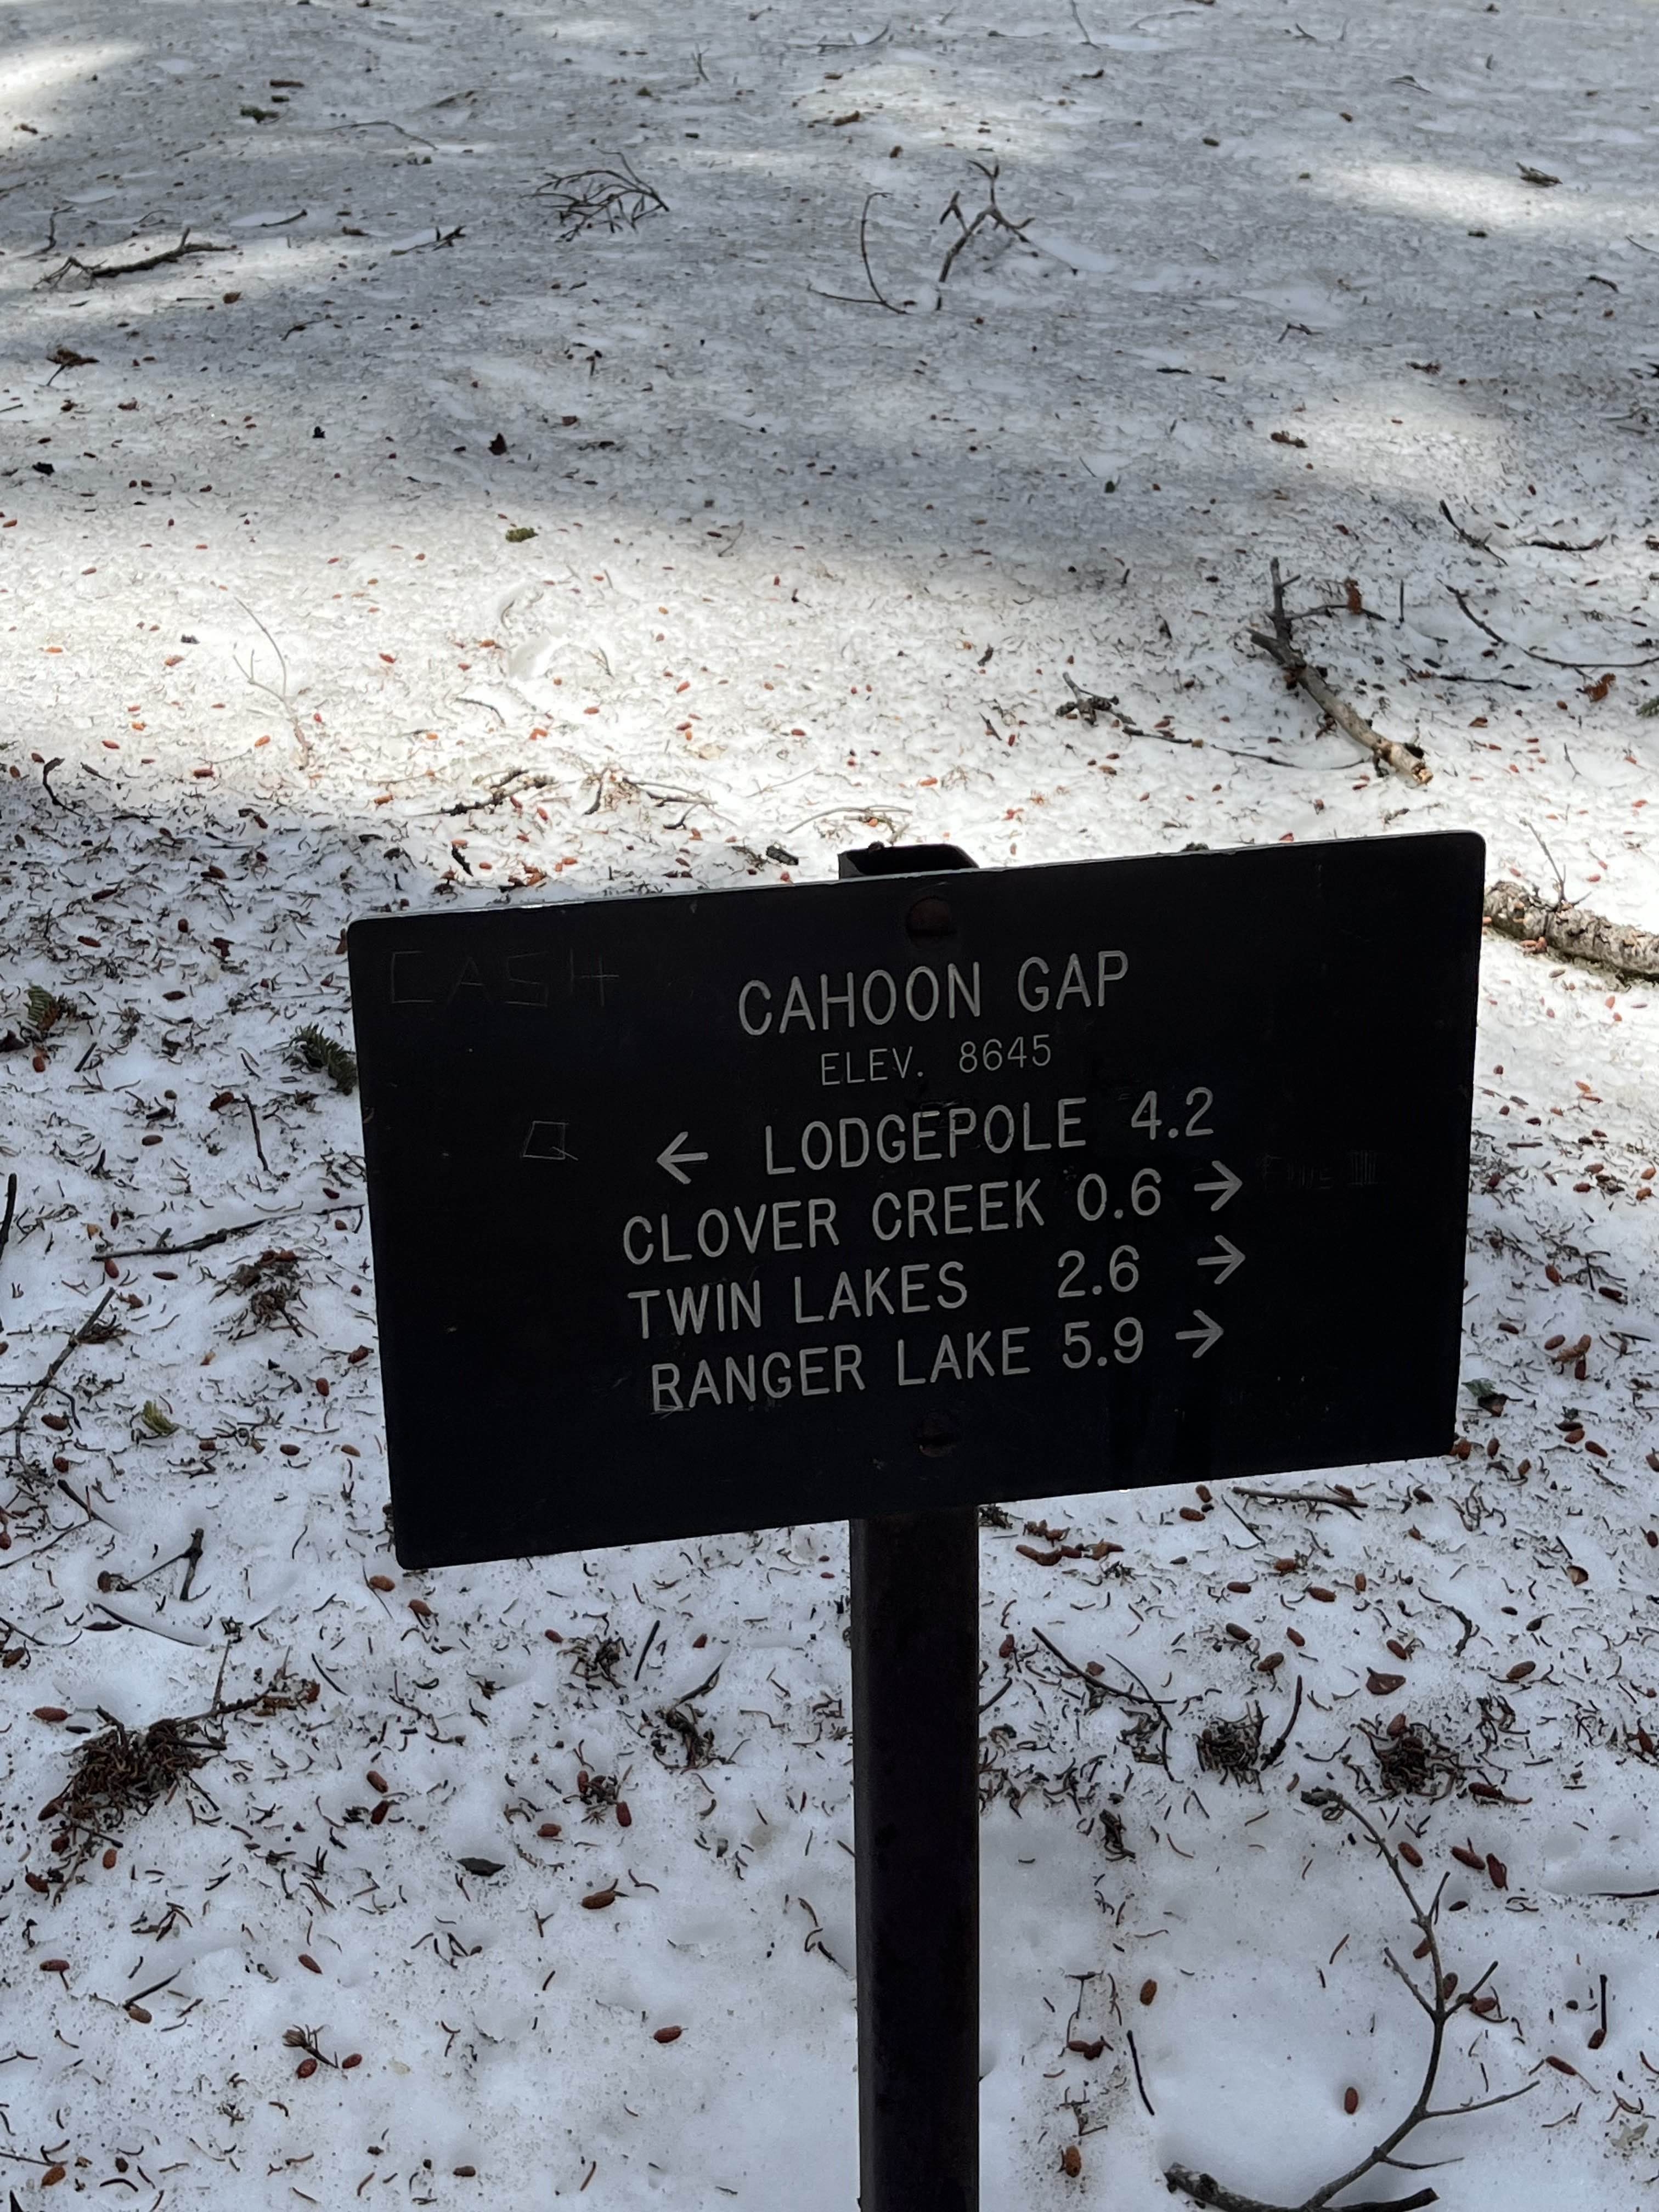 CASH
CAHOON GAP
ELEV. 8645
Q
← LODGEPOLE 4.2
CLOVER CREEK 0.6 →
TWIN LAKES 2.6 →
RANGER LAKE 5.9 →